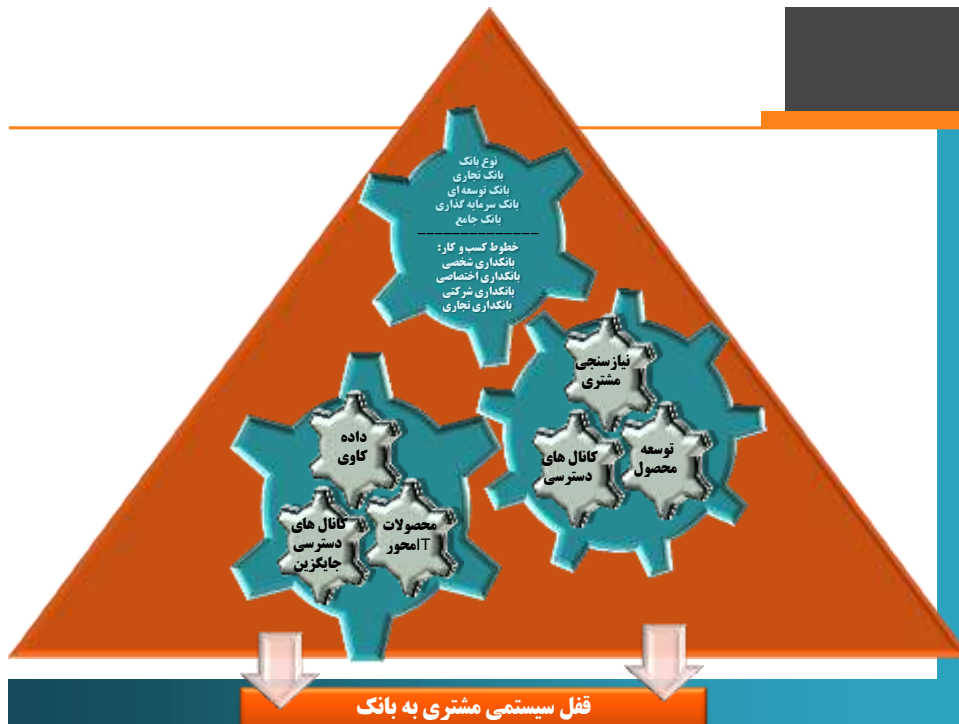 نوع بانک
بانک تجاری
بانک توسعه ای
بانک سرمایه گذاری
بانک جامع
--------------
خطوط کسب و کار:
بانکداری شخصی
بانکداری اختصاصی
بانکداری شرکتی
بانکداری تجاری
نیازسنجی
مشتری
توسعه
محصول
کانال های
دسترسی
داده
کاوی
محصولات
ITمحور
کانال های
دسترسی
جایگزین
قفل سیستمی مشتری به بانک